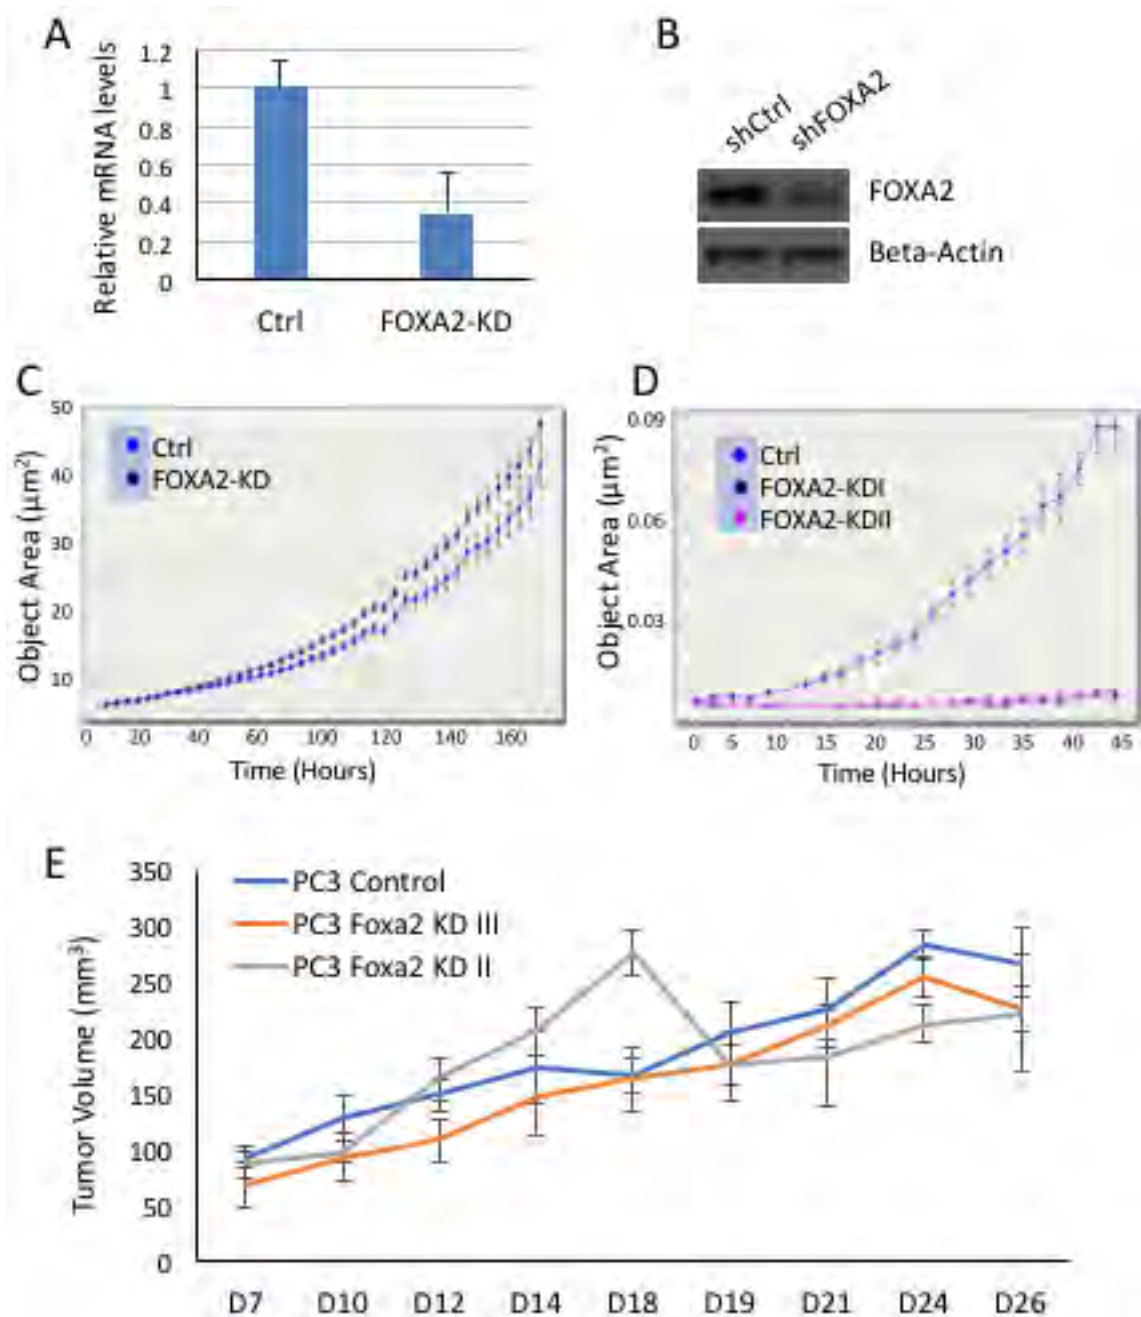 A
Relative mRNA levels
1.2
1
0.8
0.6
0.4
0.2
0
Ctrl FOXA2-KD
B
shCtrl shFOXA2
FOXA2
Beta-Actin
C
Object Area (µm²)
50
40
30
20
10
Ctrl
FOXA2-KD
0 20 40 60 100 120 140 160
Time (Hours)
D
Object Area (µm²)
0.09
0.06
0.03
Ctrl
FOXA2-KDI
FOXA2-KDII
0 5 10 15 20 25 30 35 40 45
Time (Hours)
E
Tumor Volume (mm³)
350
300
250
200
150
100
50
0
PC3 Control
PC3 Foxa2 KD III
PC3 Foxa2 KD II
D7 D10 D12 D14 D18 D19 D21 D24 D26